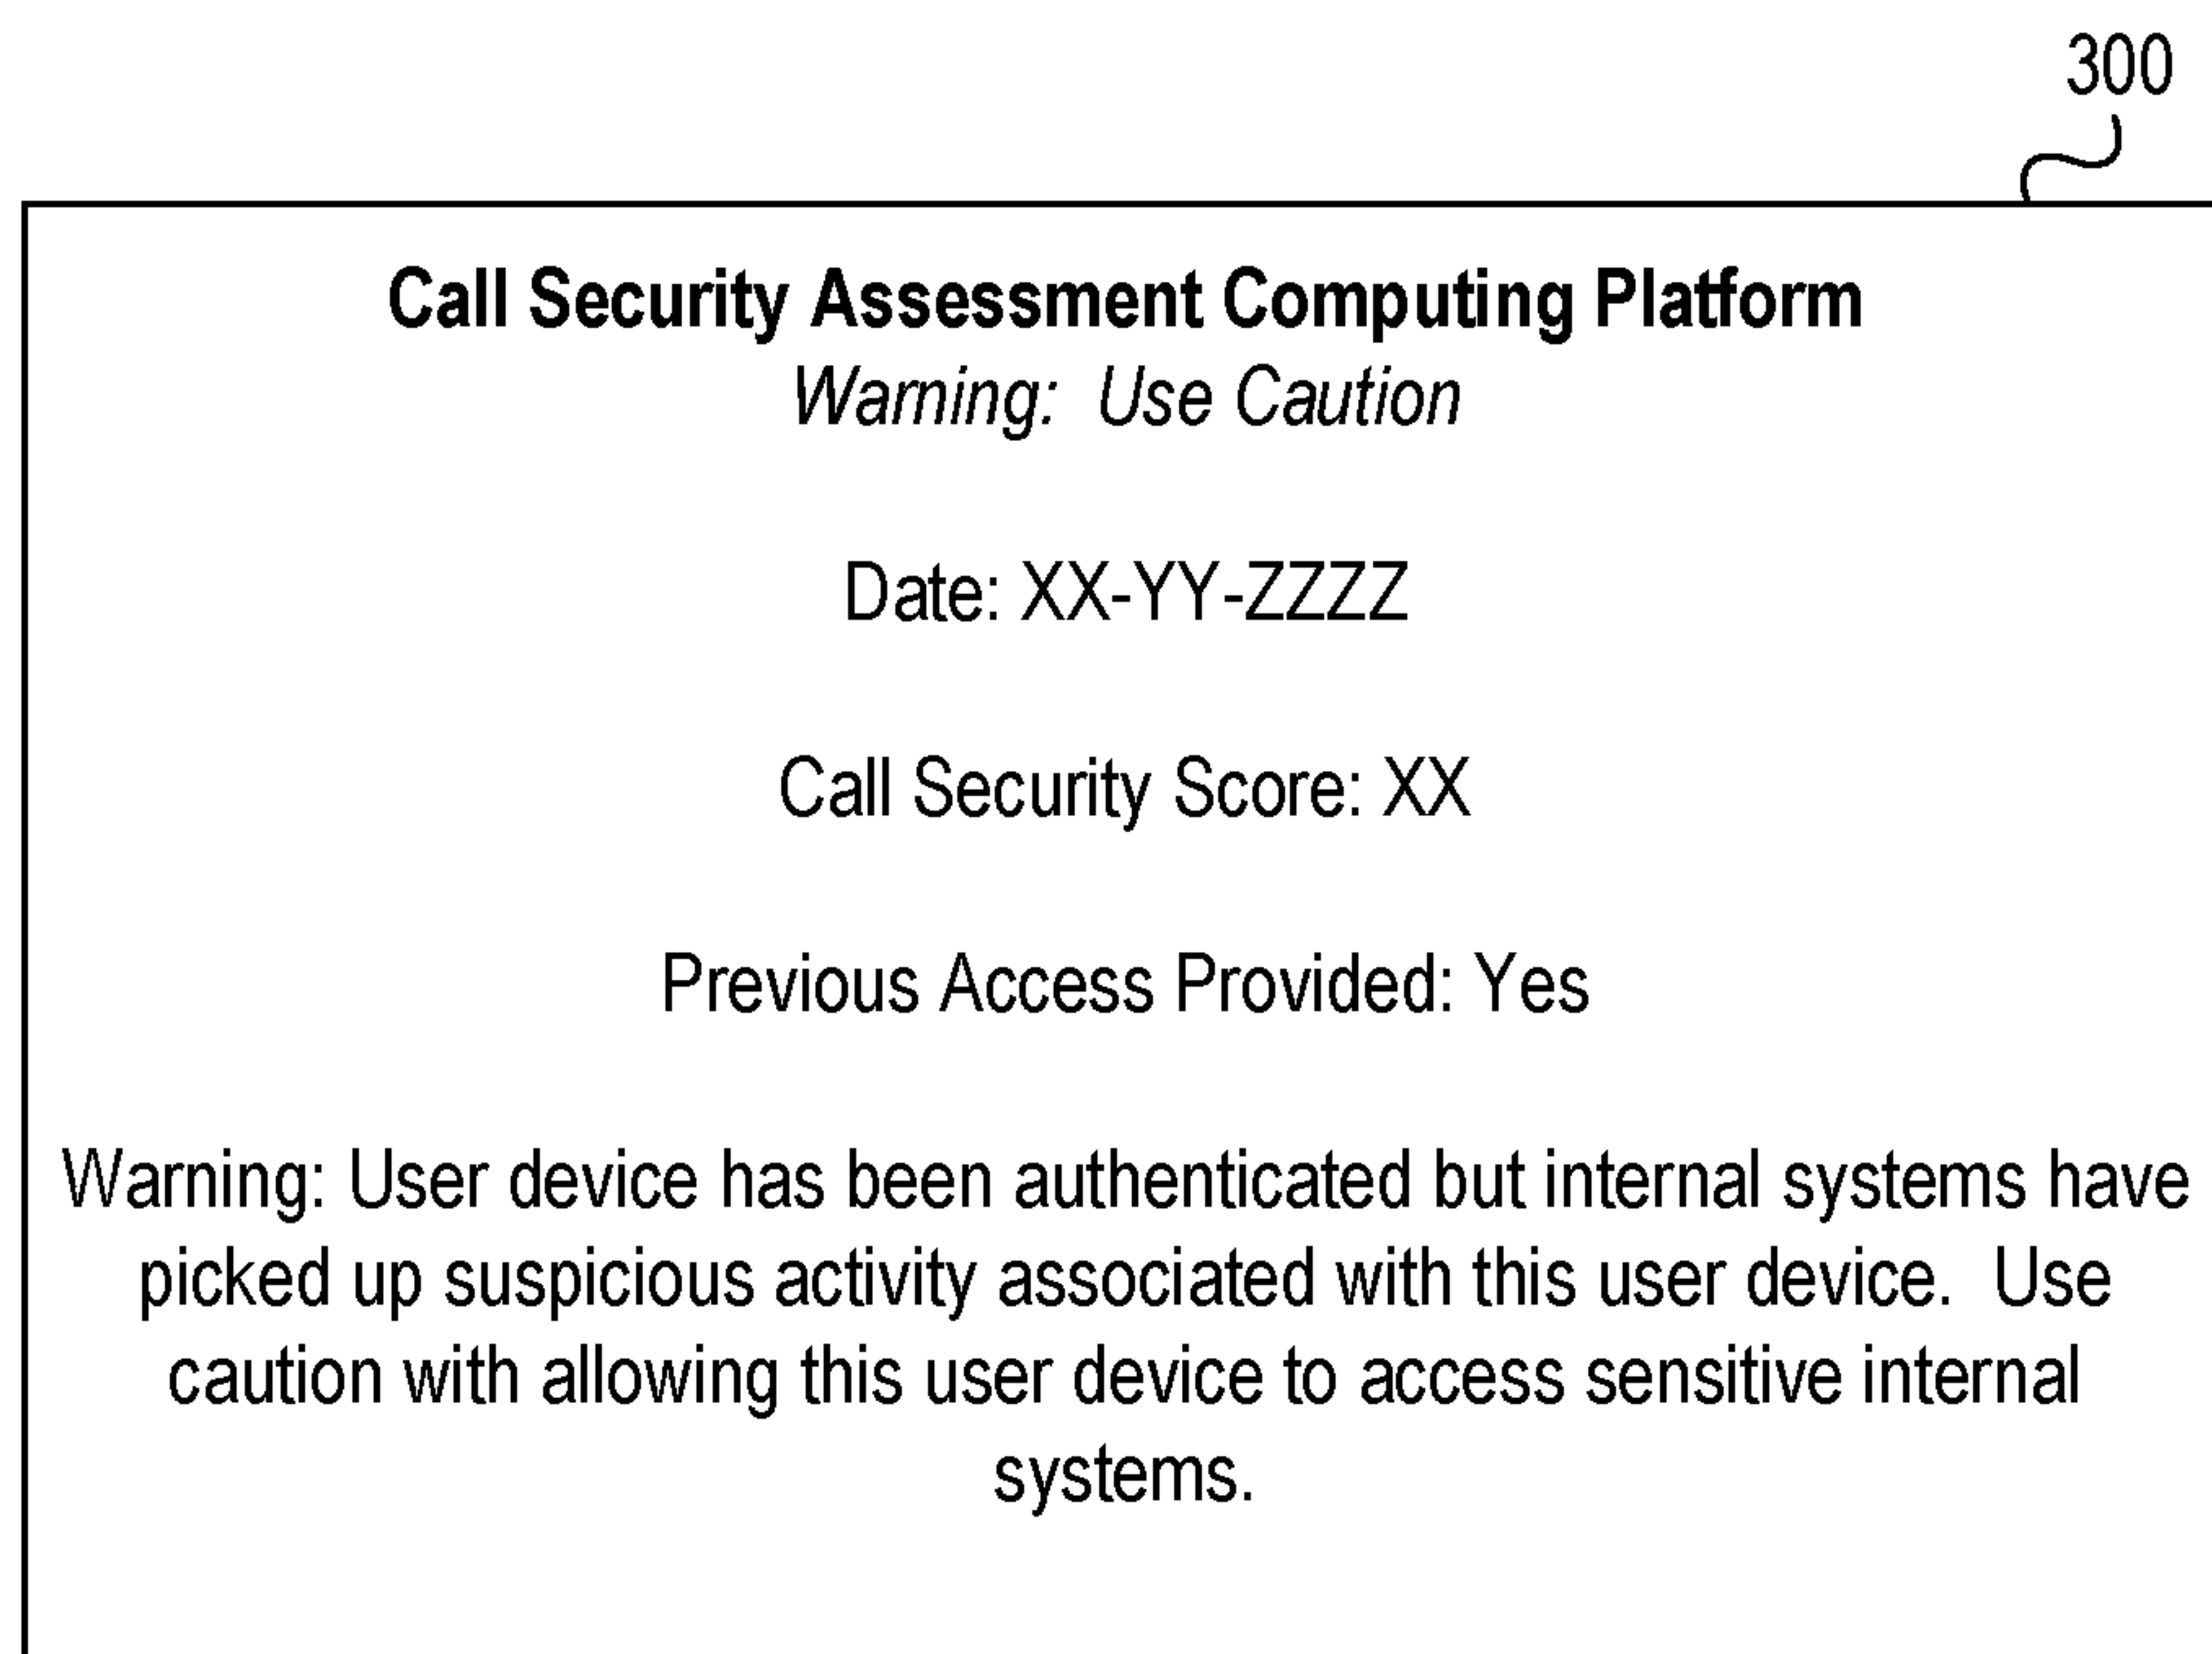 300
Call Security Assessment Computing Platform
Warning:  Use Caution
Date: XX-YY-ZZZZ
Call Security Score: XX
Previous Access Provided: Yes
Warning: User device has been authenticated but internal systems have
picked up suspicious activity associated with this user device.  Use
caution with allowing this user device to access sensitive internal
systems.